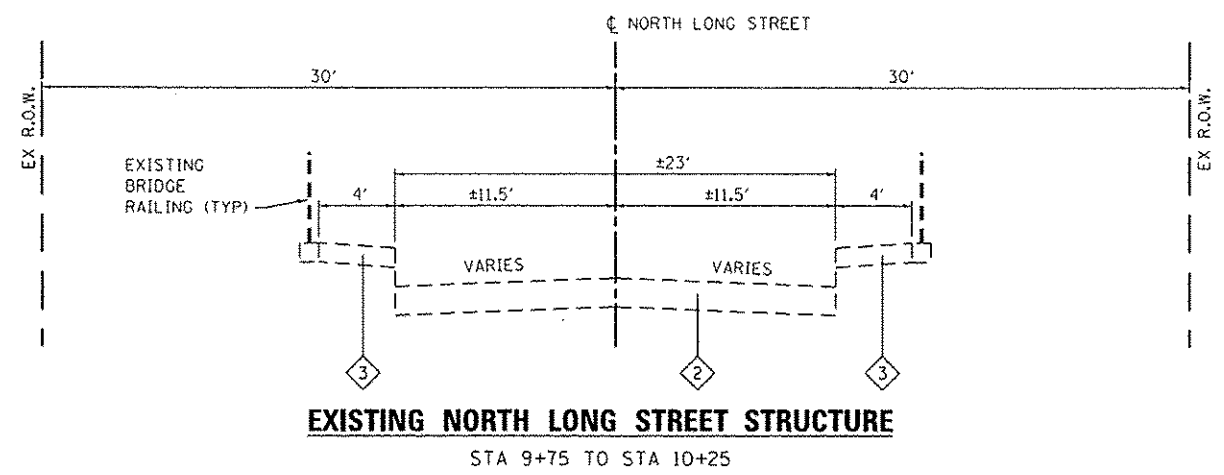 ℄ NORTH LONG STREET
30'
30'
EX R.O.W.
EX R.O.W.
EXISTING
BRIDGE
RAILING (TYP)
±23'
4'
±11.5'
±11.5'
4'
VARIES
VARIES
3
2
3
EXISTING NORTH LONG STREET STRUCTURE
STA 9+75 TO STA 10+25